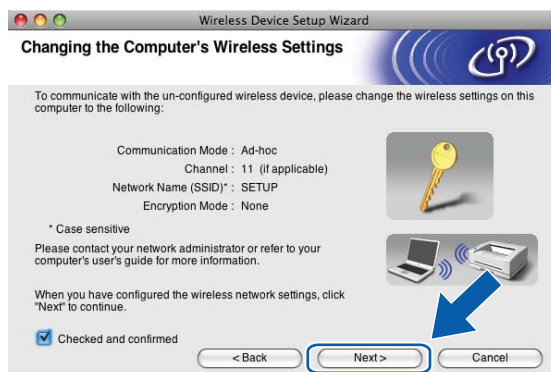 Wireless Device Setup Wizard
Changing the Computer's Wireless Settings
To communicate with the un-configured wireless device, please change the wireless settings on this
computer to the following:
Communication Mode : Ad-hoc
Channel : 11 (if applicable)
Network Name (SSID)* : SETUP
Encryption Mode : None
* Case sensitive
Please contact your network administrator or refer to your
computer's user's guide for more information.
When you have configured the wireless network settings, click
"Next" to continue.
Checked and confirmed
< Back
Next >
Cancel